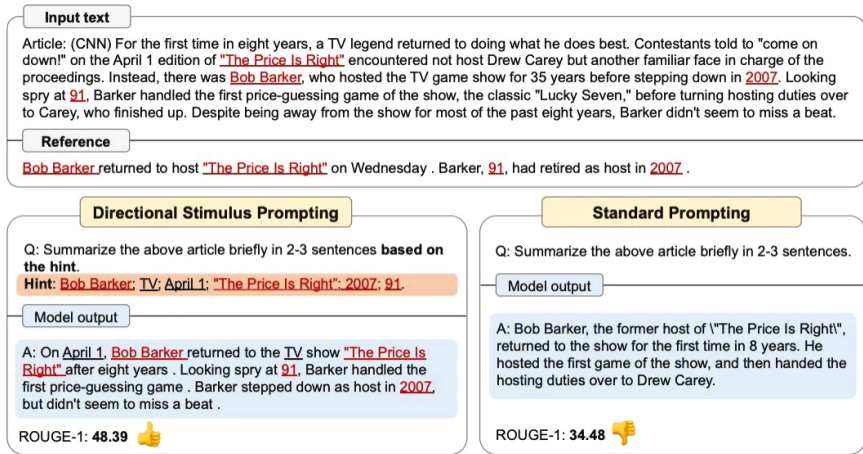 Input text
Article: (CNN) For the first time in eight years, a TV legend returned to doing what he does best. Contestants told to "come on
down!" on the April 1 edition of "The Price Is Right" encountered not host Drew Carey but another familiar face in charge of the
proceedings. Instead, there was Bob Barker, who hosted the TV game show for 35 years before stepping down in 2007. Looking
spry at 91, Barker handled the first price-guessing game of the show, the classic "Lucky Seven," before turning hosting duties over
to Carey, who finished up. Despite being away from the show for most of the past eight years, Barker didn't seem to miss a beat.
Reference
Bob Barker returned to host "The Price Is Right" on Wednesday . Barker, 91, had retired as host in 2007 .
Directional Stimulus Prompting
Q: Summarize the above article briefly in 2-3 sentences based on
the hint.
Hint: Bob Barker; TV; April 1; "The Price Is Right"; 2007; 91.
Model output
A: On April 1, Bob Barker returned to the TV show "The Price Is
Right" after eight years . Looking spry at 91, Barker handled the
first price-guessing game . Barker stepped down as host in 2007,
but didn't seem to miss a beat .
ROUGE-1: 48.39
Standard Prompting
Q: Summarize the above article briefly in 2-3 sentences.
Model output
A: Bob Barker, the former host of \"The Price Is Right\",
returned to the show for the first time in 8 years. He
hosted the first game of the show, and then handed the
hosting duties over to Drew Carey.
ROUGE-1: 34.48